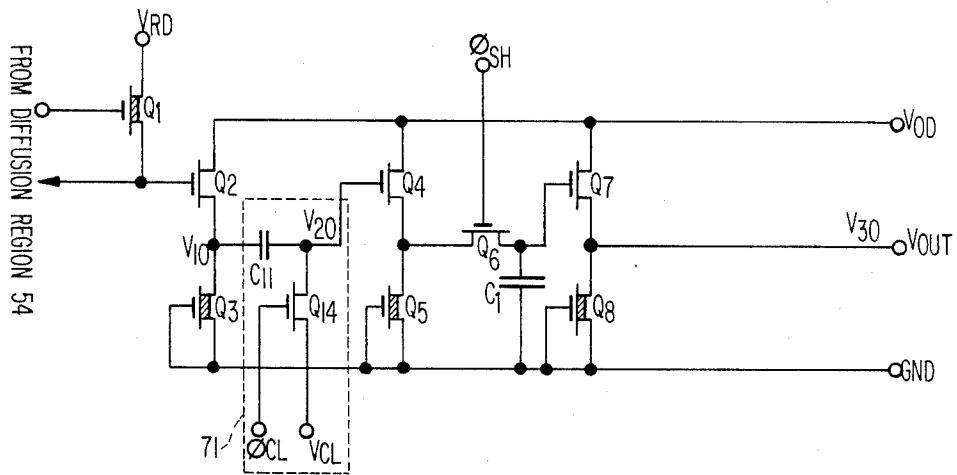 VRD
ØSH
FROM DIFFUSION REGION 54
Q1
VOD
Q2
Q4
Q7
V20
V10
C11
Q6
V30
VOUT
C1
Q3
Q14
Q5
Q8
GND
71
ØCL
VCL